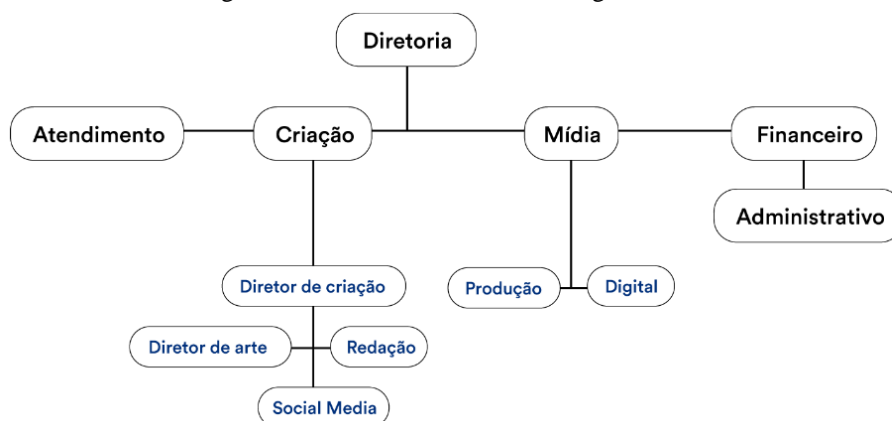 Diretoria
Atendimento
Criação
Mídia
Financeiro
Administrativo
Diretor de criação
Produção
Digital
Diretor de arte
Redação
Social Media